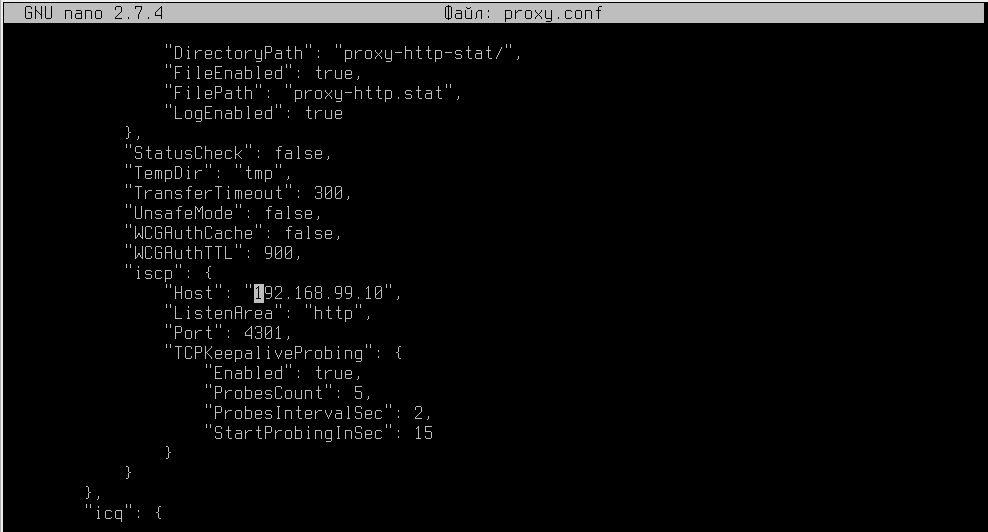 GNU nano 2.7.4 Файл: proxy.conf
"DirectoryPath": "proxy-http-stat/",
"FileEnabled": true,
"FilePath": "proxy-http.stat",
"LogEnabled": true
},
"StatusCheck": false,
"TempDir": "tmp",
"TransferTimeout": 300,
"UnsafeMode": false,
"WCGAuthCache": false,
"WCGAuthTTL": 900,
"iscp": {
"Host": "192.168.99.10",
"ListenArea": "http",
"Port": 4301,
"TCPKeepaliveProbing": {
"Enabled": true,
"ProbesCount": 5,
"ProbesIntervalSec": 2,
"StartProbingInSec": 15
}
}
},
"icq": {